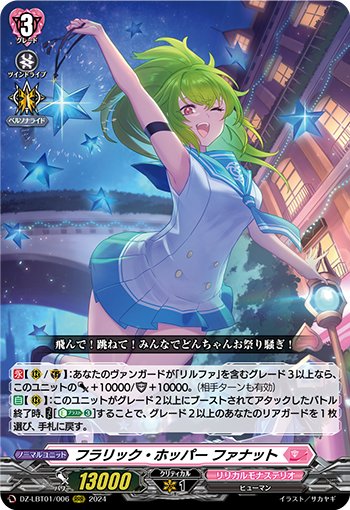 3
グレード
ツインドライブ
ペルソナライド
飛んで!跳ねて!みんなでどんちゃんお祭り騒ぎ!
永【 / 】:あなたのヴァンガードが「リルファ」を含むグレード3以上なら、
このユニットの +10000/ +10000。(相手ターンも有効)
自【 】:このユニットがグレード2以上にブーストされてアタックしたバトル
終了時、【 ブラスト 3】することで、グレード2以上のあなたのリアガードを1枚
選び、手札に戻す。
ノーマルユニット
フラリック・ホッパー ファナット
リリカルモナステリオ
パワー
13000
クリティカル
1
ヒューマン
DZ-LBT01/006 RRR 2024
イラスト/サカヤギ